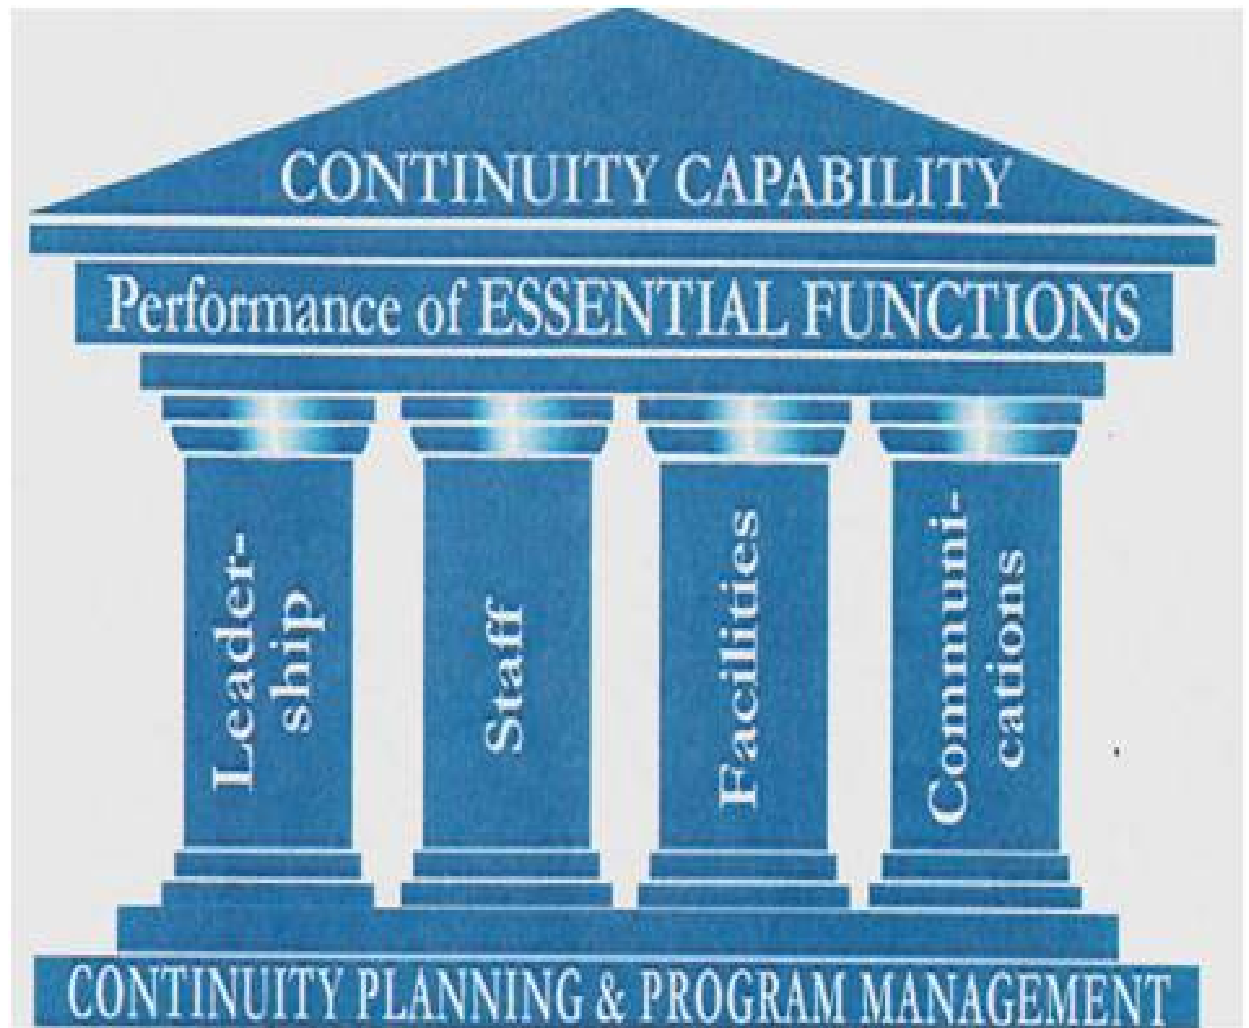 CONTINUITY CAPABILITY
Performance of ESSENTIAL FUNCTIONS
Leader-
ship
Staff
Facilities
Communi-
cations
CONTINUITY PLANNING & PROGRAM MANAGEMENT